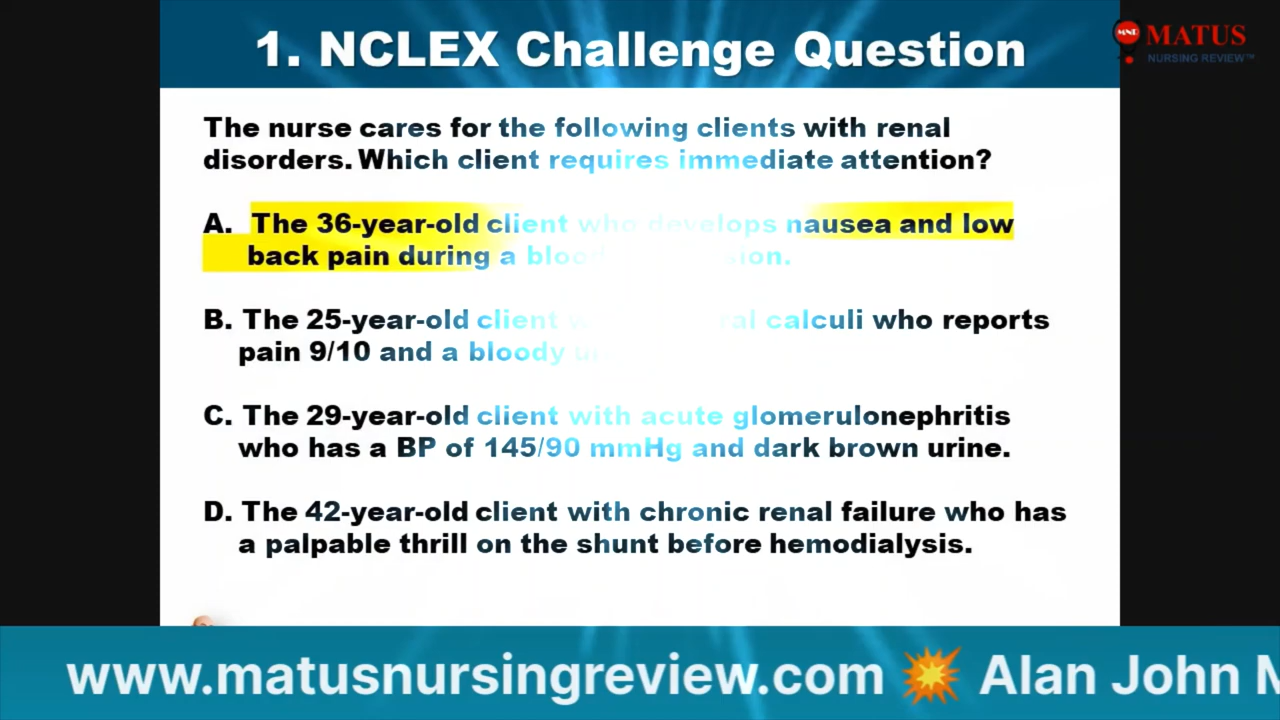 1. NCLEX Challenge Question
MNR MATUS
NURSING REVIEW™
The nurse cares for the following clients with renal
disorders. Which client requires immediate attention?
A. The 36-year-old client who develops nausea and low
back pain during a blood
B. The 25-year-old client calculi who reports
pain 9/10 and a bloody
C. The 29-year-old client with acute glomerulonephritis
who has a BP of 145/90 mmHg and dark brown urine.
D. The 42-year-old client with chronic renal failure who has
a palpable thrill on the shunt before hemodialysis.
www.matusnursingreview.com 💥 Alan John M